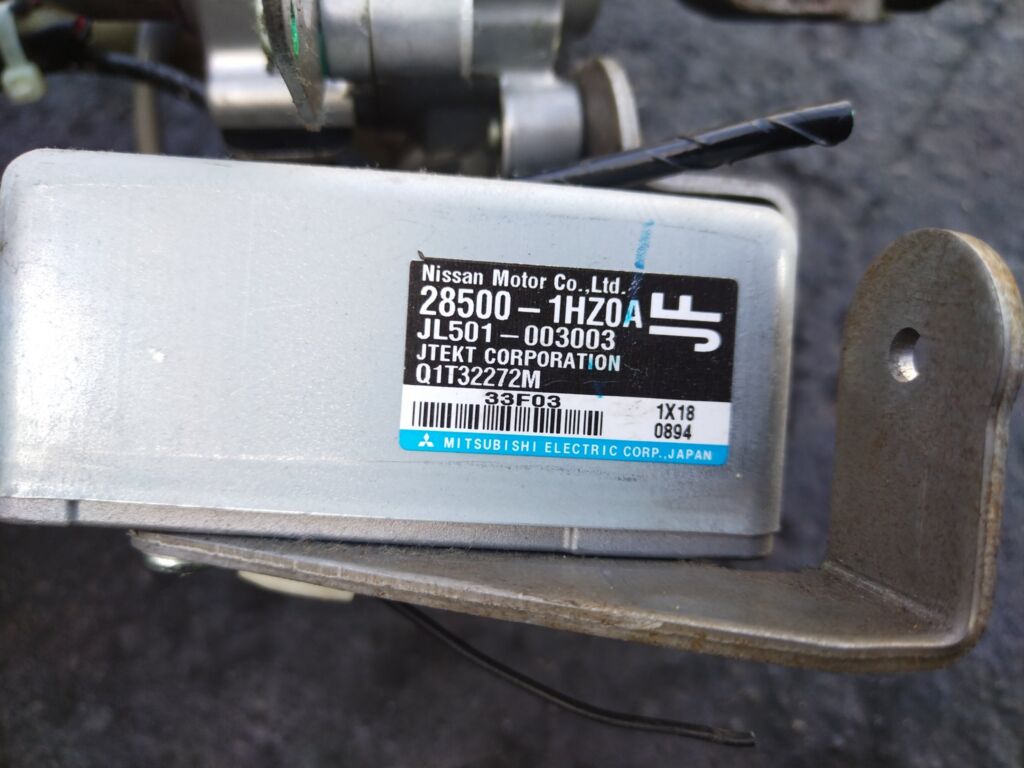 Nissan Motor Co.,Ltd.
28500-1HZ0A
JF
JL501-003003
JTEKT CORPORATION
Q1T32272M
33F03
1X18
0894
MITSUBISHI ELECTRIC CORP.,JAPAN